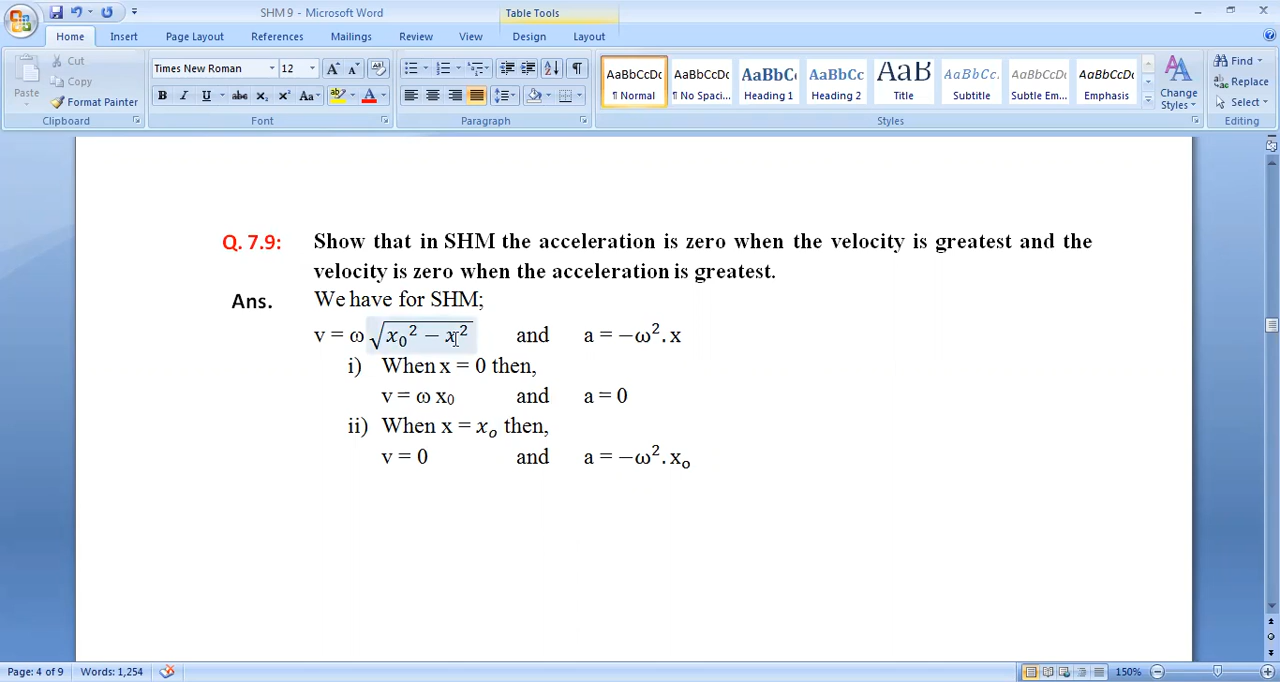 SHM 9 - Microsoft Word
Table Tools
Home Insert Page Layout References Mailings Review View Design Layout
Paste
Cut
Copy
Format Painter
Clipboard
Times New Roman 12
Font
Paragraph
AaBbCcDc AaBbCcDc AaBbC AaBbCc AaB AaBbCc. AaBbCcDc AaBbCcDc
¶ Normal ¶ No Spaci... Heading 1 Heading 2 Title Subtitle Subtle Em... Emphasis
Change Styles
Styles
Find
Replace
Select
Editing
Q. 7.9: Show that in SHM the acceleration is zero when the velocity is greatest and the
velocity is zero when the acceleration is greatest.
Ans. We have for SHM;
v = ω √(x₀² − x²) and a = −ω². x
i) When x = 0 then,
v = ω x₀ and a = 0
ii) When x = xₒ then,
v = 0 and a = −ω². xₒ
Page: 4 of 9 Words: 1,254 150%